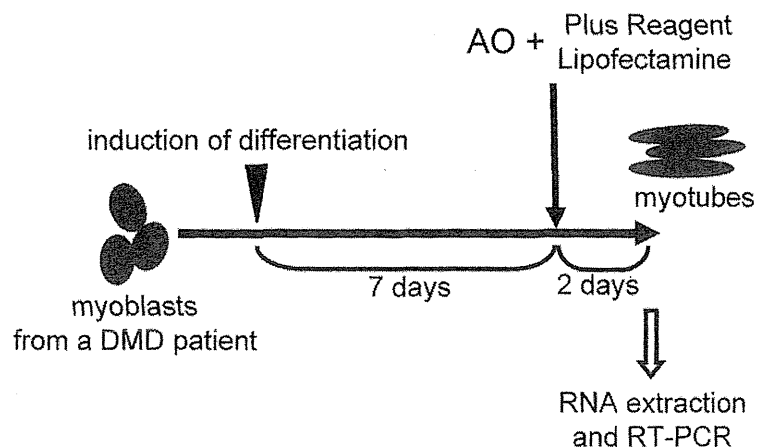 AO + Plus Reagent
Lipofectamine
induction of differentiation
myotubes
7 days
2 days
myoblasts
from a DMD patient
RNA extraction
and RT-PCR